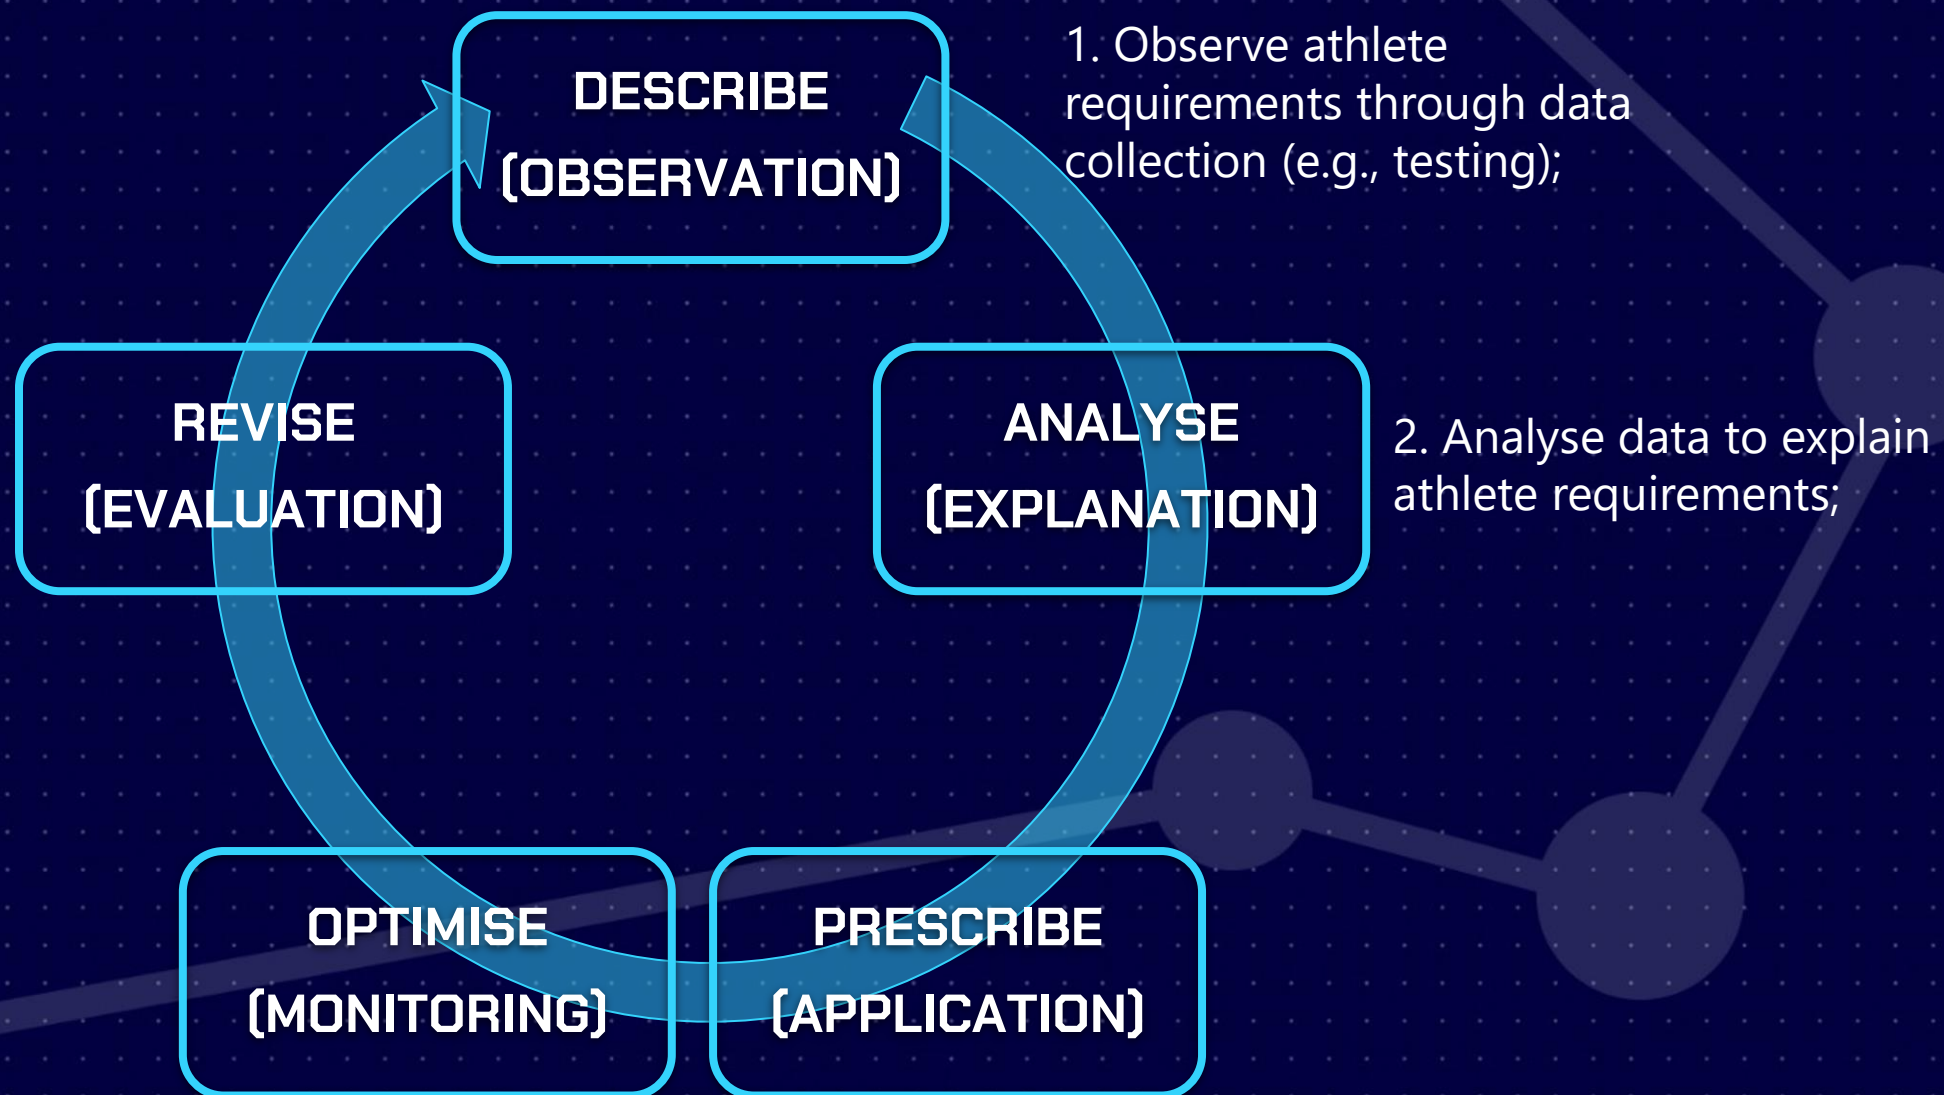 DESCRIBE
(OBSERVATION)
1. Observe athlete
requirements through data
collection (e.g., testing);
REVISE
(EVALUATION)
ANALYSE
(EXPLANATION)
2. Analyse data to explain
athlete requirements;
OPTIMISE
(MONITORING)
PRESCRIBE
(APPLICATION)